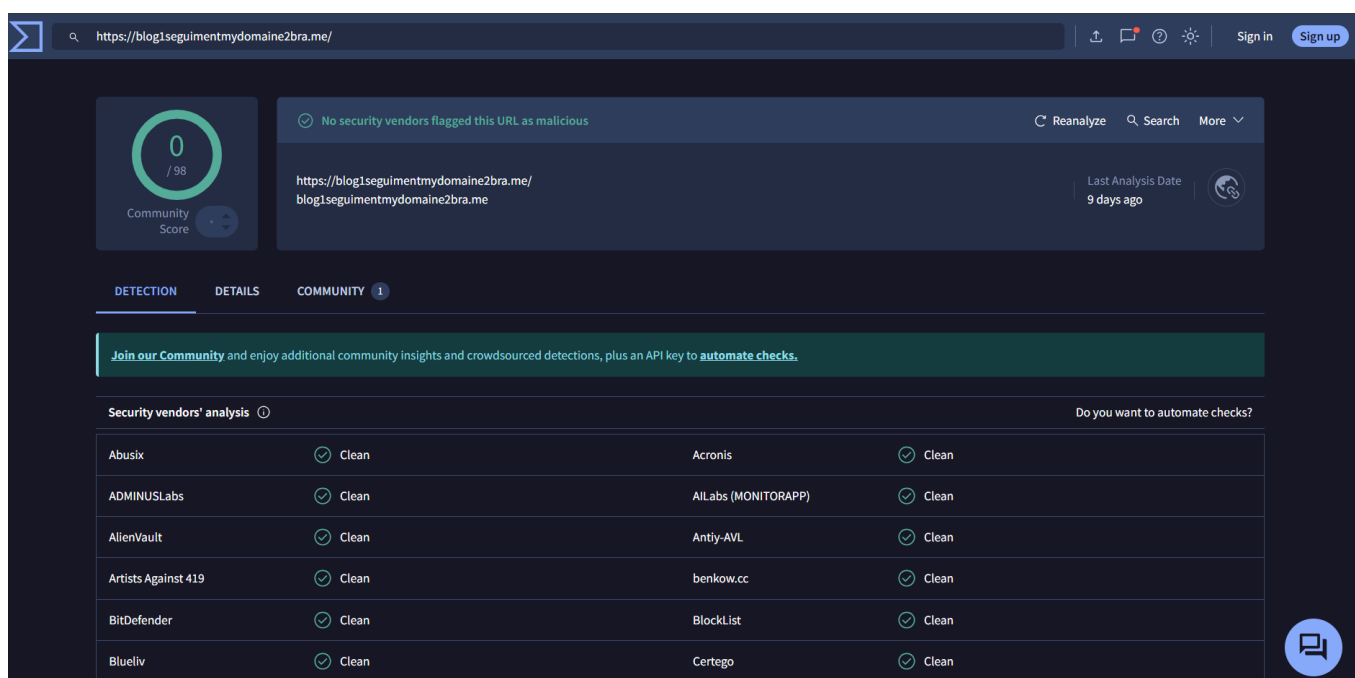 https://blog1seguimentmydomaine2bra.me/
Sign in
Sign up
0
/ 98
Community
Score
No security vendors flagged this URL as malicious
Reanalyze
Search
More
https://blog1seguimentmydomaine2bra.me/
blog1seguimentmydomaine2bra.me
Last Analysis Date
9 days ago
DETECTION
DETAILS
COMMUNITY 1
Join our Community and enjoy additional community insights and crowdsourced detections, plus an API key to automate checks.
Security vendors' analysis
Do you want to automate checks?
Abusix Clean Acronis Clean
ADMINUSLabs Clean AILabs (MONITORAPP) Clean
AlienVault Clean Antiy-AVL Clean
Artists Against 419 Clean benkow.cc Clean
BitDefender Clean BlockList Clean
Blueliv Clean Certego Clean